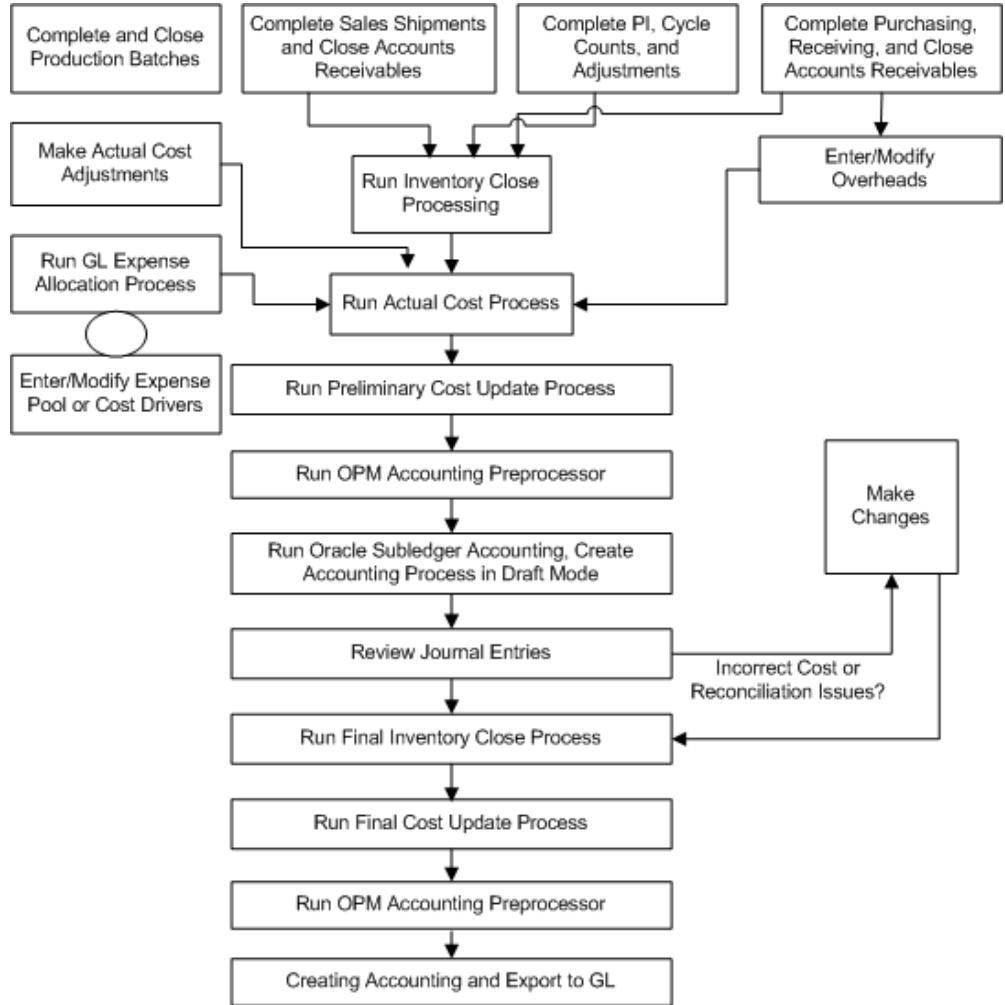 Complete and Close
Production Batches
Complete Sales Shipments
and Close Accounts
Receivables
Complete PI, Cycle
Counts, and
Adjustments
Complete Purchasing,
Receiving, and Close
Accounts Receivables
Make Actual Cost
Adjustments
Run Inventory Close
Processing
Enter/Modify
Overheads
Run GL Expense
Allocation Process
Run Actual Cost Process
Enter/Modify Expense
Pool or Cost Drivers
Run Preliminary Cost Update Process
Run OPM Accounting Preprocessor
Make
Changes
Run Oracle Subledger Accounting, Create
Accounting Process in Draft Mode
Review Journal Entries
Incorrect Cost or
Reconciliation Issues?
Run Final Inventory Close Process
Run Final Cost Update Process
Run OPM Accounting Preprocessor
Creating Accounting and Export to GL